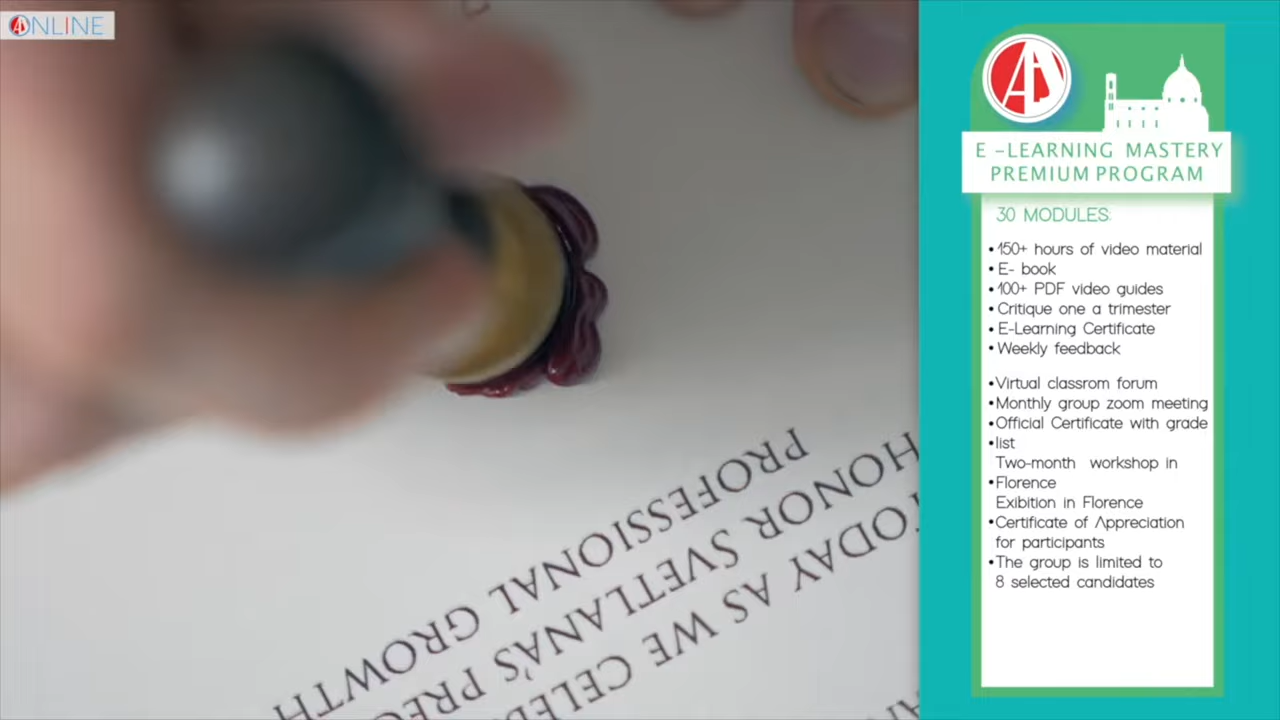 ONLINE
E -LEARNING MASTERY
PREMIUM PROGRAM
30 MODULES:
• 150+ hours of video material
• E- book
• 100+ PDF video guides
• Critique one a trimester
• E-Learning Certificate
• Weekly feedback
• Virtual classrom forum
• Monthly group zoom meeting
• Official Certificate with grade
• list
Two-month workshop in
• Florence
Exibition in Florence
• Certificate of Appreciation
for participants
• The group is limited to
8 selected candidates
TODAY AS WE
HONOR SVETLANA'S
PROFESSIONAL GROWTH